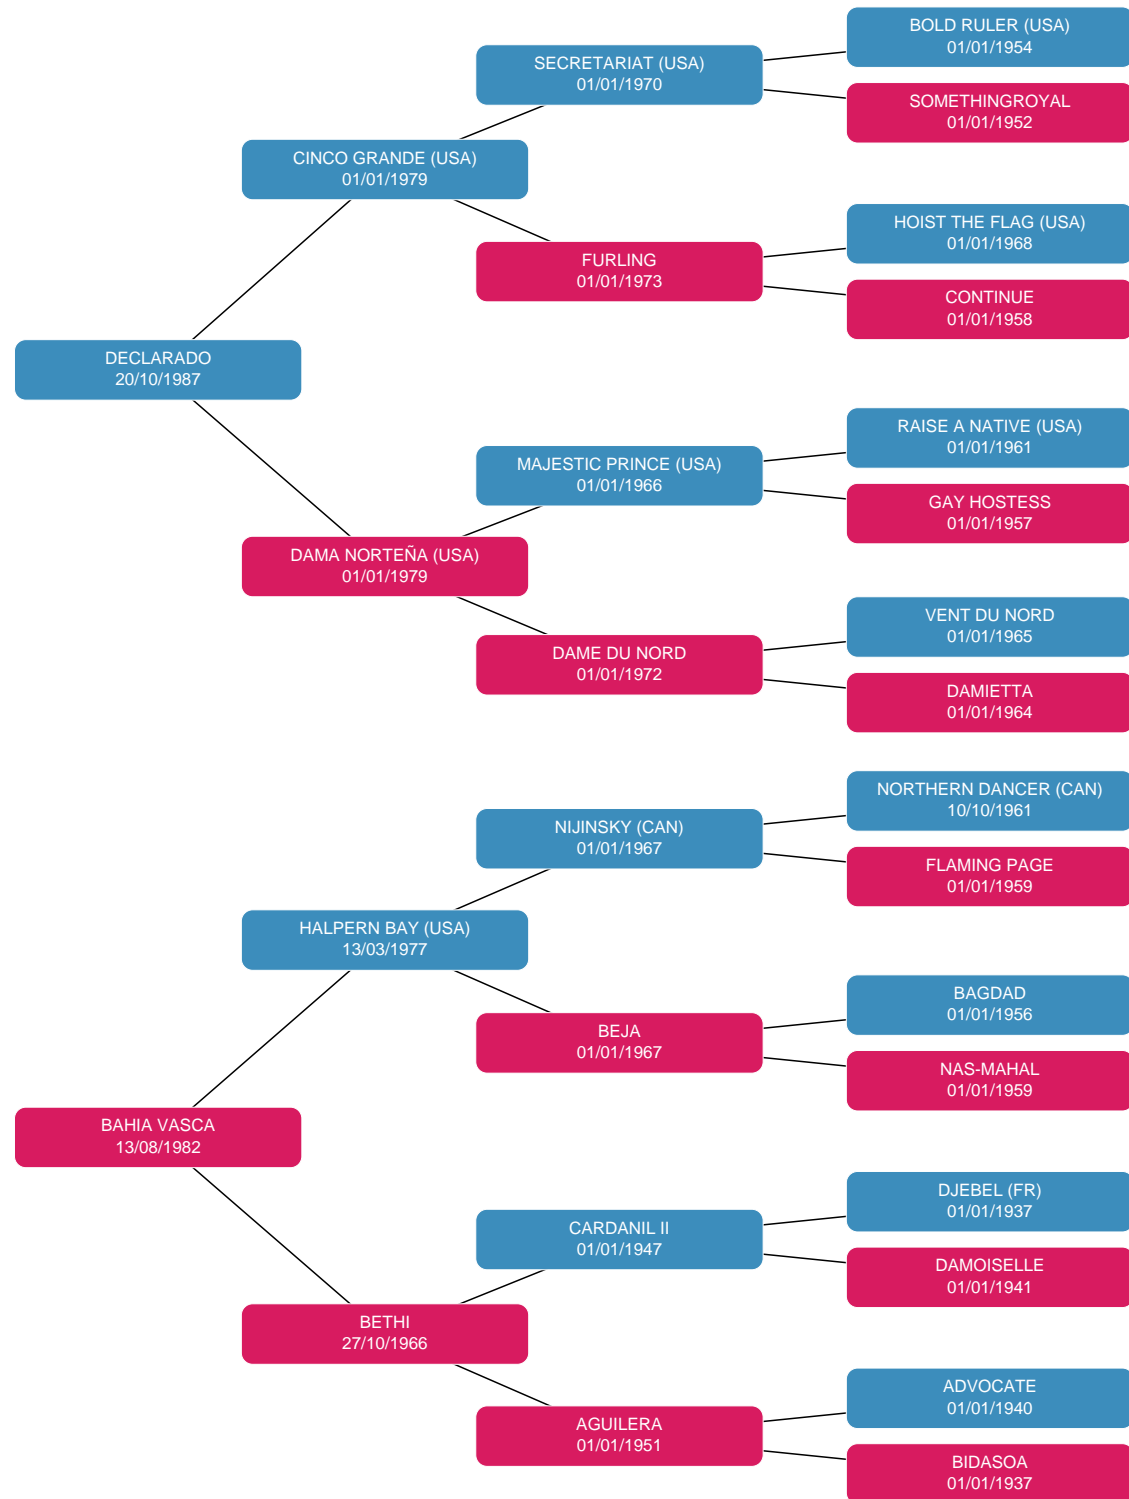 BOLD RULER (USA)
01/01/1954
SECRETARIAT (USA)
01/01/1970
SOMETHINGROYAL
01/01/1952
CINCO GRANDE (USA)
01/01/1979
HOIST THE FLAG (USA)
01/01/1968
FURLING
01/01/1973
CONTINUE
01/01/1958
DECLARADO
20/10/1987
RAISE A NATIVE (USA)
01/01/1961
MAJESTIC PRINCE (USA)
01/01/1966
GAY HOSTESS
01/01/1957
DAMA NORTEÑA (USA)
01/01/1979
VENT DU NORD
01/01/1965
DAME DU NORD
01/01/1972
DAMIETTA
01/01/1964
NORTHERN DANCER (CAN)
10/10/1961
NIJINSKY (CAN)
01/01/1967
FLAMING PAGE
01/01/1959
HALPERN BAY (USA)
13/03/1977
BAGDAD
01/01/1956
BEJA
01/01/1967
NAS-MAHAL
01/01/1959
BAHIA VASCA
13/08/1982
DJEBEL (FR)
01/01/1937
CARDANIL II
01/01/1947
DAMOISELLE
01/01/1941
BETHI
27/10/1966
ADVOCATE
01/01/1940
AGUILERA
01/01/1951
BIDASOA
01/01/1937